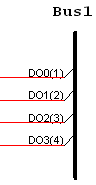 Bus1
DO0(1)
DO1(2)
DO2(3)
DO3(4)